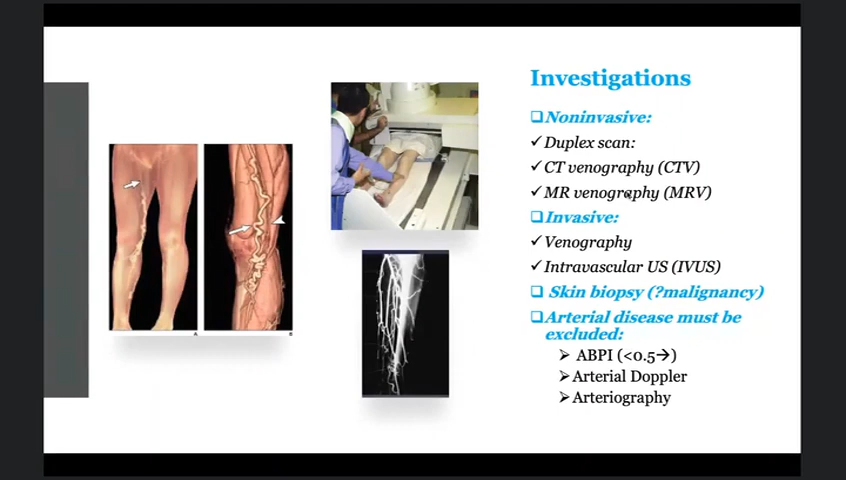 Investigations
❑Noninvasive:
✓Duplex scan:
✓CT venography (CTV)
✓MR venography (MRV)
❑Invasive:
✓Venography
✓Intravascular US (IVUS)
❑ Skin biopsy (?malignancy)
❑Arterial disease must be
excluded:
➢ ABPI (<0.5→)
➢Arterial Doppler
➢Arteriography
A
B